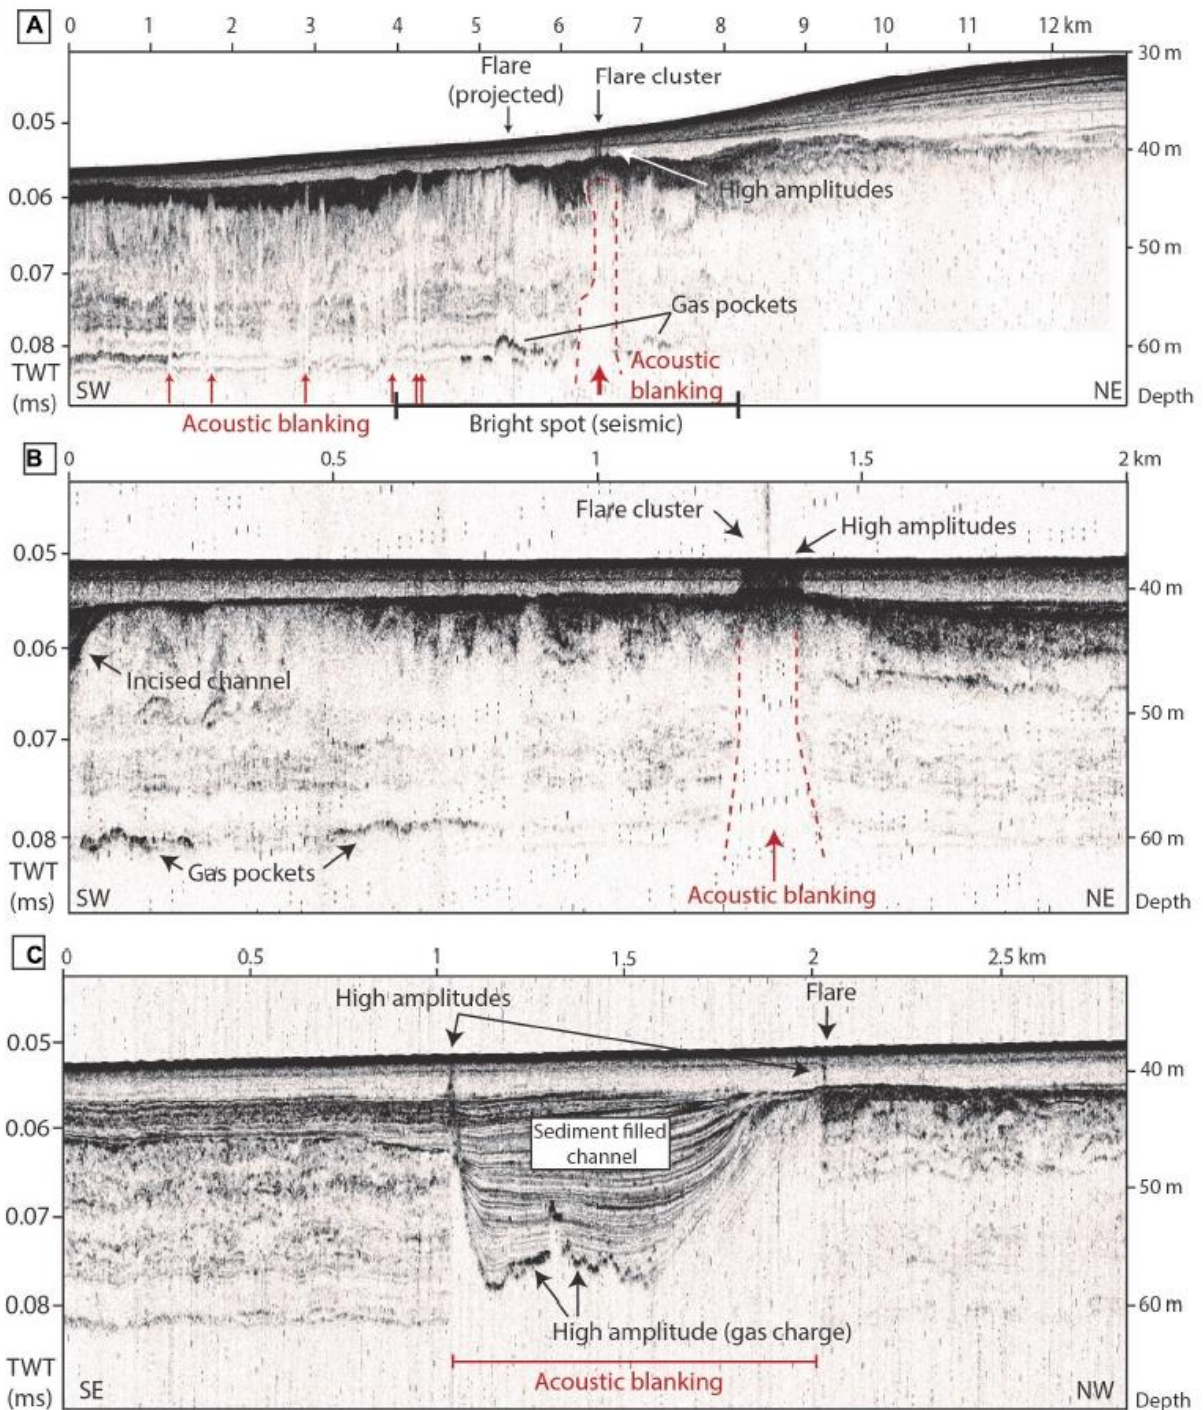 A
0 1 2 3 4 5 6 7 8 9 10 11 12 km
30 m
Flare
(projected)
Flare cluster
0.05
40 m
High amplitudes
0.06
50 m
0.07
Gas pockets
0.08
60 m
TWT
(ms)
SW
Acoustic
blanking
NE
Depth
Acoustic blanking
Bright spot (seismic)
B
0 0.5 1 1.5 2 km
Flare cluster
High amplitudes
0.05
40 m
0.06
Incised channel
50 m
0.07
0.08
60 m
Gas pockets
TWT
(ms)
SW
Acoustic blanking
NE
Depth
C
0 0.5 1 1.5 2 2.5 km
High amplitudes
Flare
0.05
40 m
0.06
Sediment filled
channel
50 m
0.07
0.08
60 m
High amplitude (gas charge)
TWT
(ms)
SE
Acoustic blanking
NW
Depth